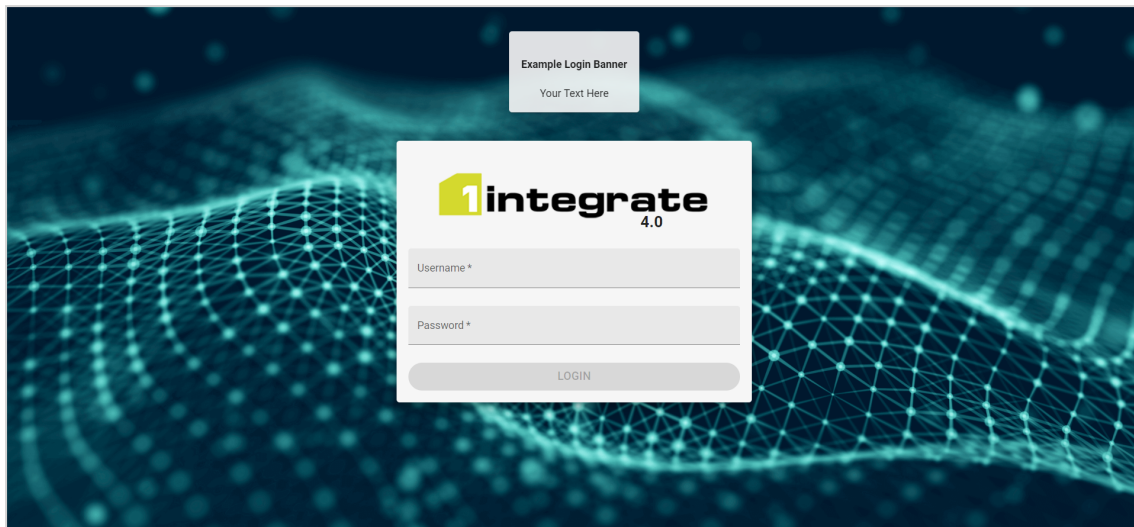 Example Login Banner
Your Text Here
1integrate
4.0
Username *
Password *
LOGIN